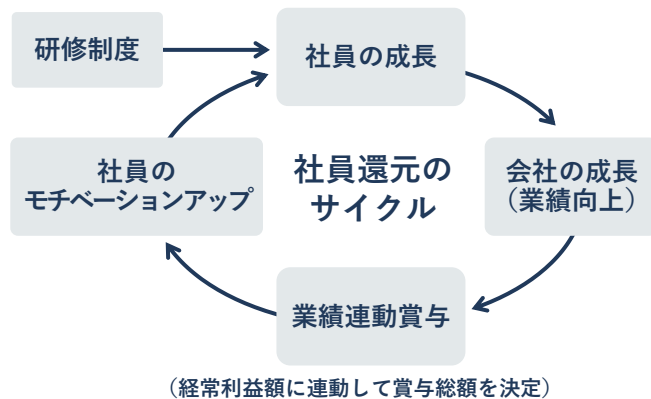 研修制度
社員の成長
社員の
モチベーションアップ
社員還元の
サイクル
会社の成長
（業績向上）
業績連動賞与
（経常利益額に連動して賞与総額を決定）